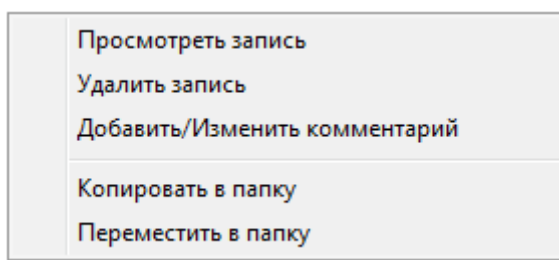 Просмотреть запись
Удалить запись
Добавить/Изменить комментарий
Копировать в папку
Переместить в папку